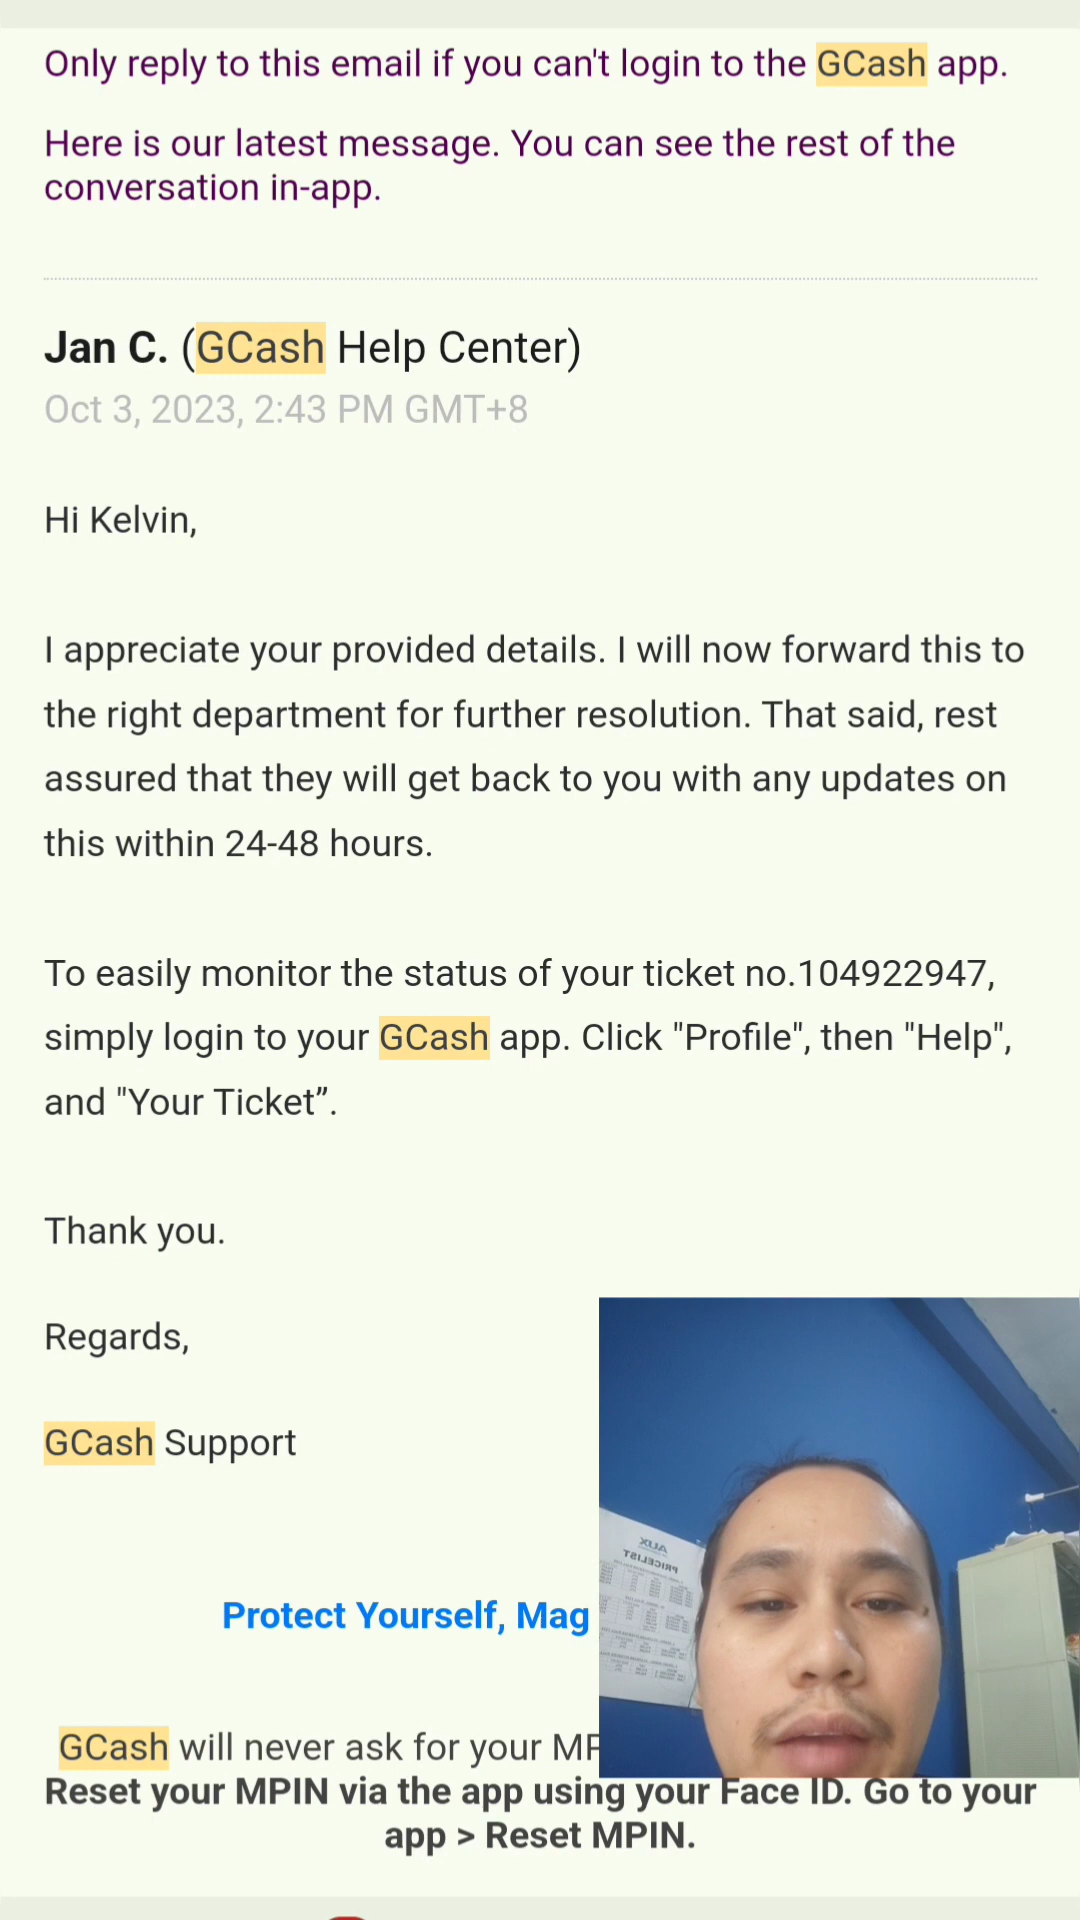 Only reply to this email if you can't login to the GCash app.
Here is our latest message. You can see the rest of the
conversation in-app.
Jan C. (GCash Help Center)
Oct 3, 2023, 2:43 PM GMT+8
Hi Kelvin,
I appreciate your provided details. I will now forward this to
the right department for further resolution. That said, rest
assured that they will get back to you with any updates on
this within 24-48 hours.
To easily monitor the status of your ticket no.104922947,
simply login to your GCash app. Click "Profile", then "Help",
and "Your Ticket”.
Thank you.
Regards,
GCash Support
AUX
PRICELIST
Protect Yourself, Mag
GCash will never ask for your MP
Reset your MPIN via the app using your Face ID. Go to your
app > Reset MPIN.